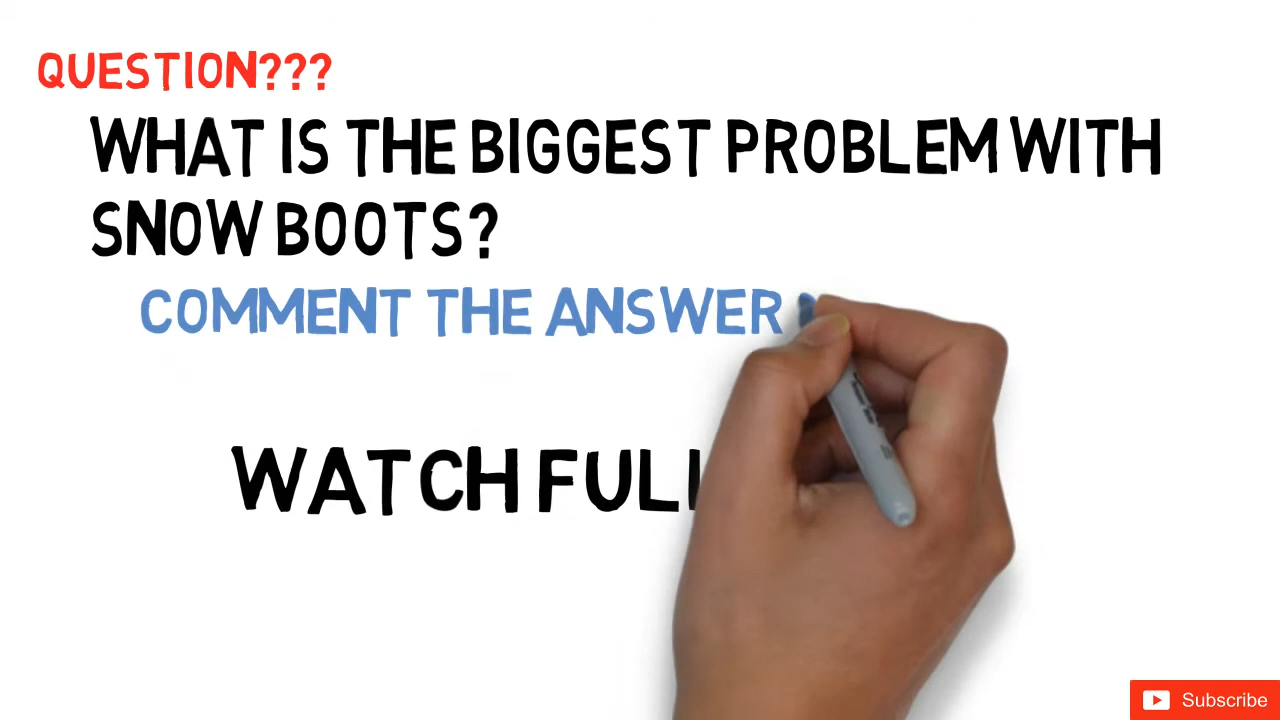 QUESTION???
WHAT IS THE BIGGEST PROBLEM WITH
SNOW BOOTS?
COMMENT THE ANSWER
WATCH FULL
Subscribe